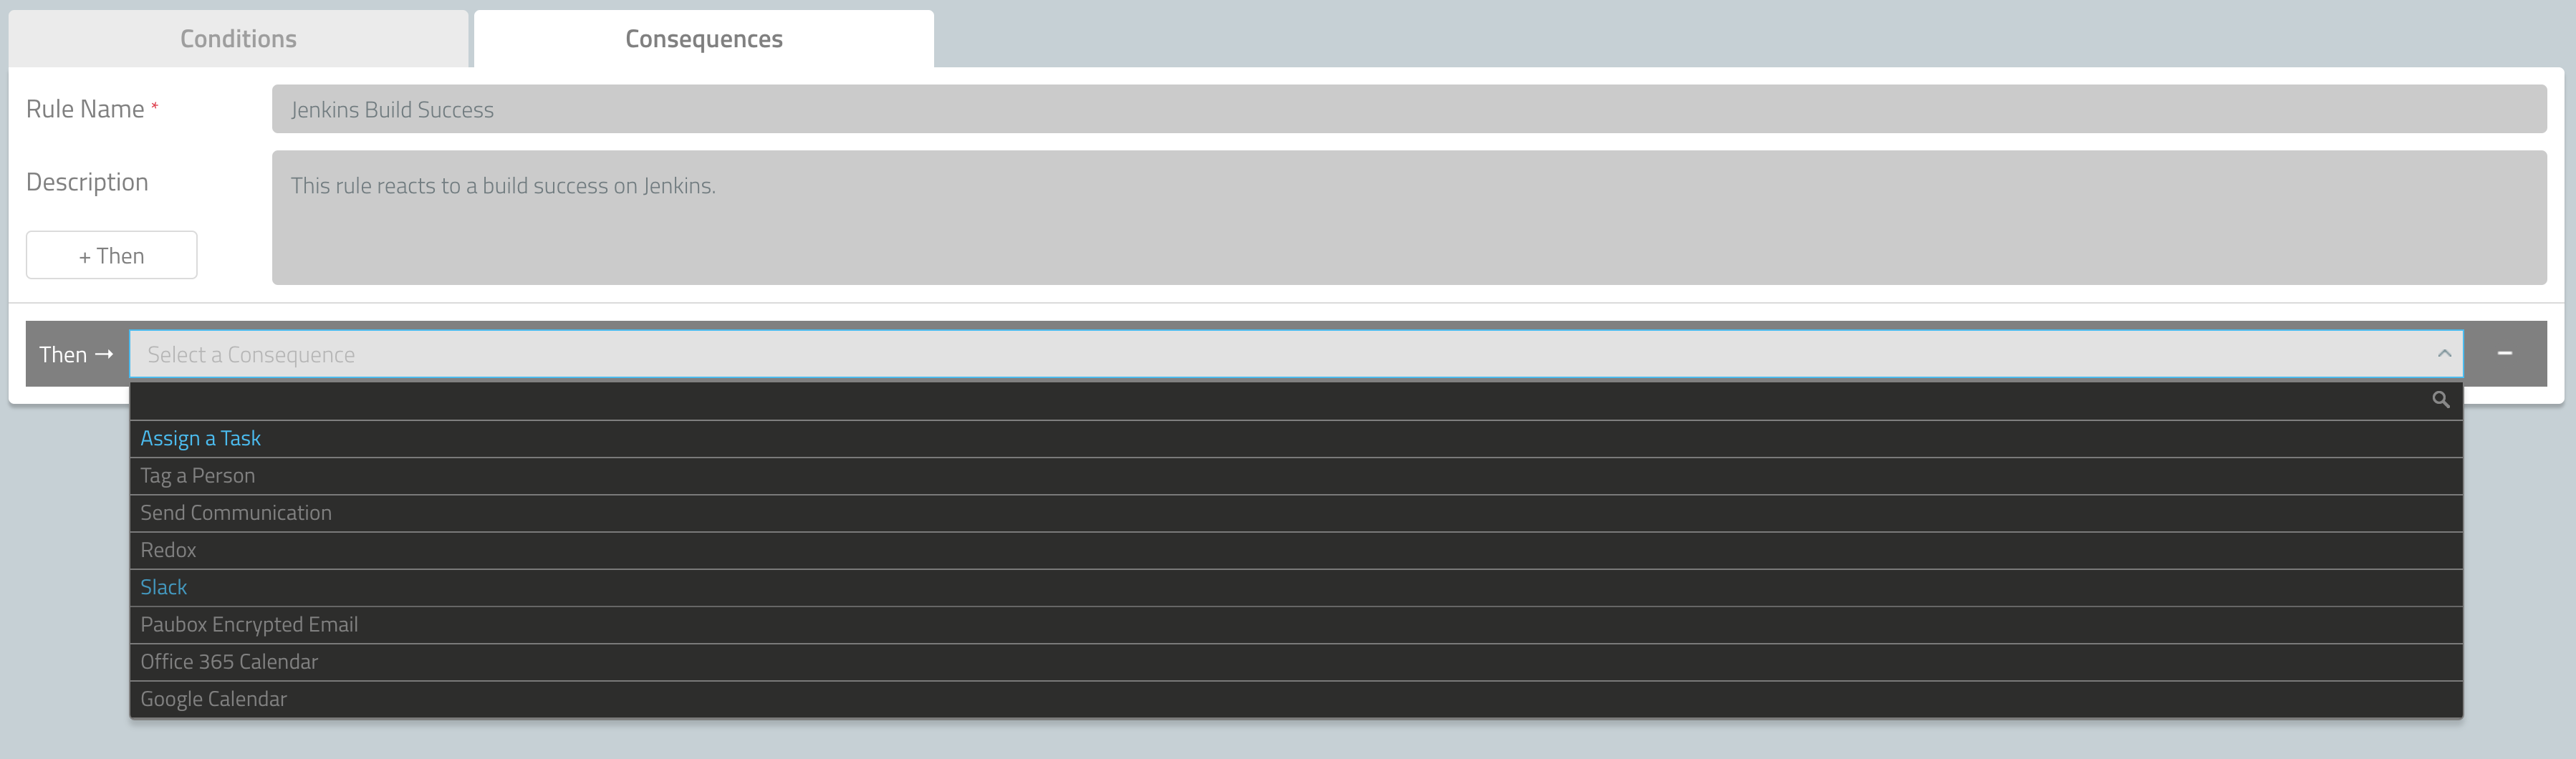 Conditions
Consequences
Rule Name *
Jenkins Build Success
Description
This rule reacts to a build success on Jenkins.
+ Then
Then →
Select a Consequence
Assign a Task
Tag a Person
Send Communication
Redox
Slack
Paubox Encrypted Email
Office 365 Calendar
Google Calendar